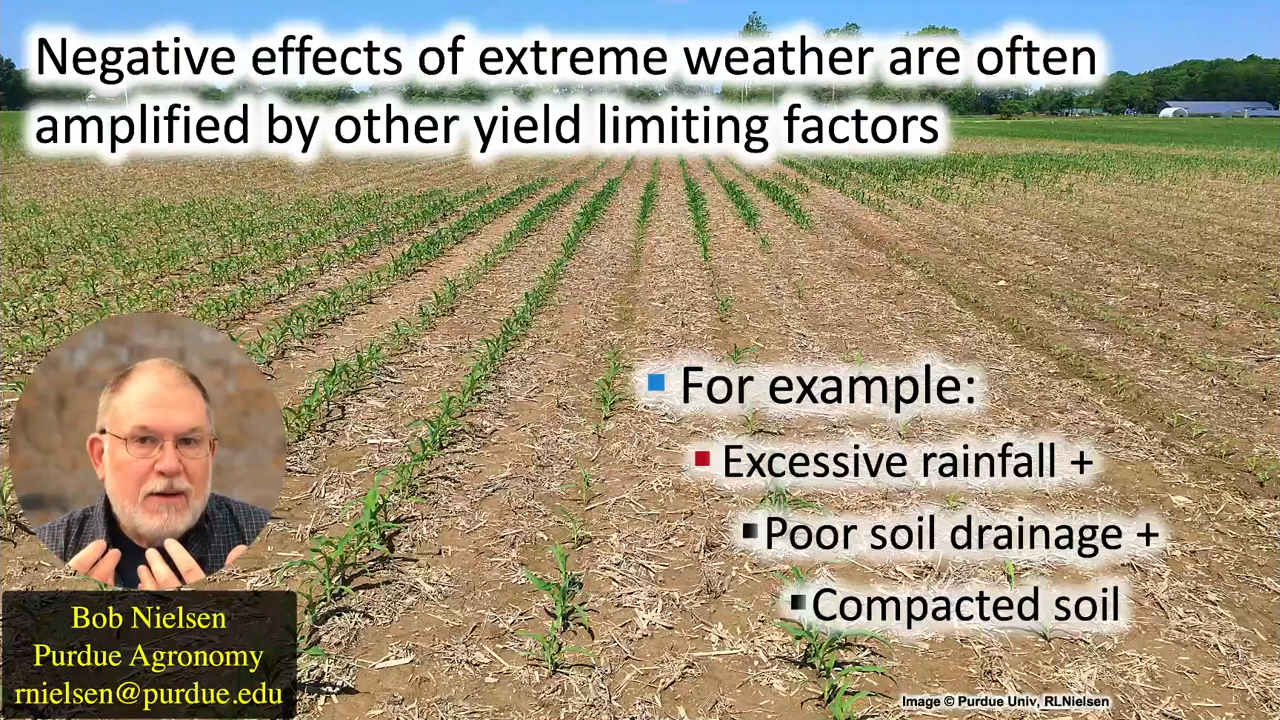 Negative effects of extreme weather are often
amplified by other yield limiting factors
For example:
Excessive rainfall +
Poor soil drainage +
Compacted soil
Bob Nielsen
Purdue Agronomy
rnielsen@purdue.edu
Image © Purdue Univ, RLNielsen